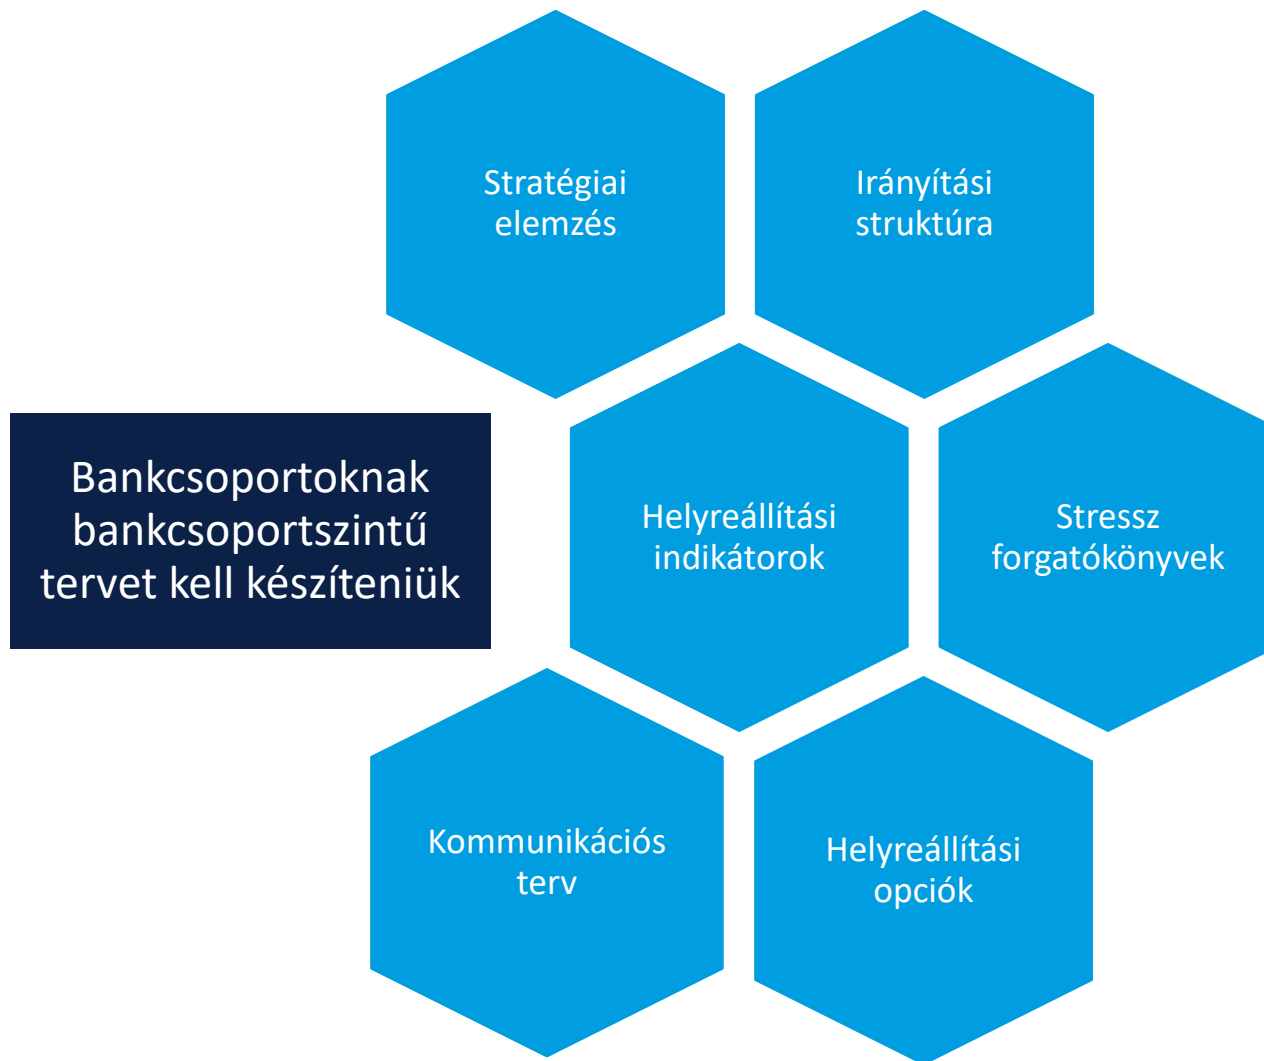 Stratégiai
elemzés
Irányítási
struktúra
Bankcsoportoknak
bankcsoportszintű
tervet kell készíteniük
Helyreállítási
indikátorok
Stressz
forgatókönyvek
Kommunikációs
terv
Helyreállítási
opciók